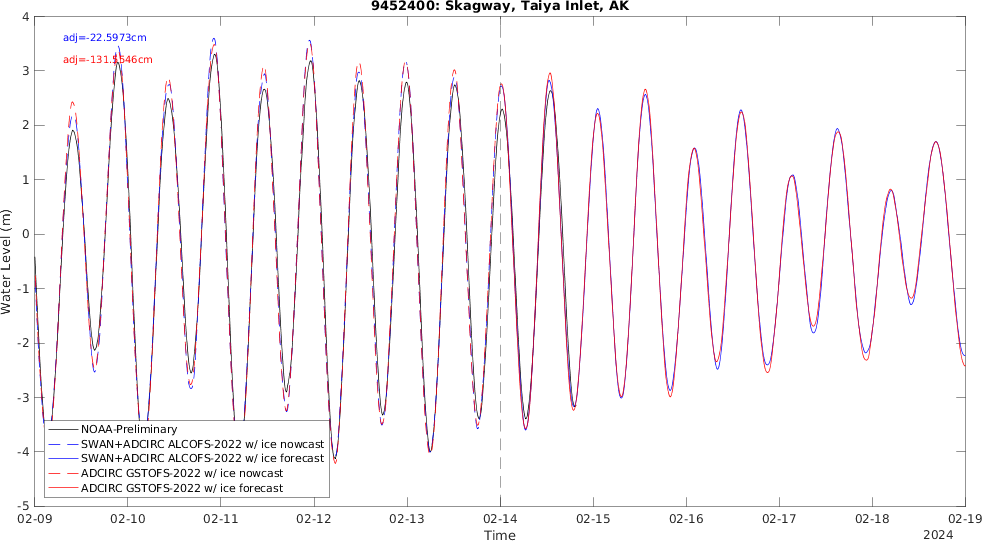 9452400: Skagway, Taiya Inlet, AK
adj=-22.5973cm
adj=-131.5546cm
Water Level (m)
4
3
2
1
0
-1
-2
-3
-4
-5
NOAA-Preliminary
SWAN+ADCIRC ALCOFS-2022 w/ ice nowcast
SWAN+ADCIRC ALCOFS-2022 w/ ice forecast
ADCIRC GSTOFS-2022 w/ ice nowcast
ADCIRC GSTOFS-2022 w/ ice forecast
02-09 02-10 02-11 02-12 02-13 02-14 02-15 02-16 02-17 02-18 02-19
Time
2024